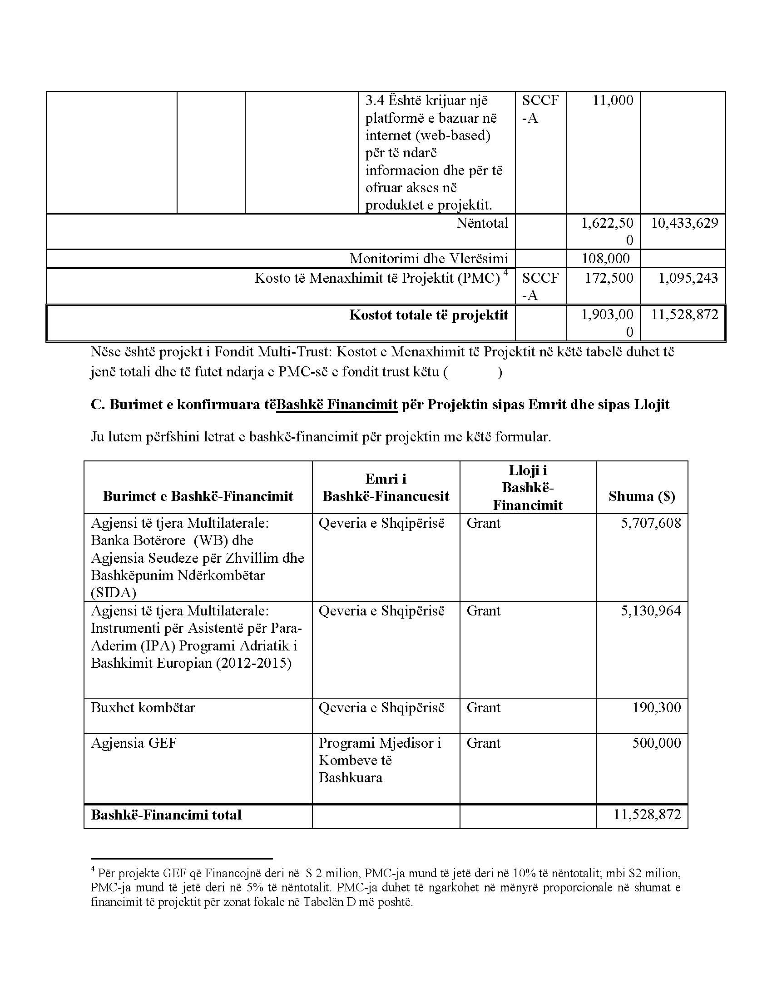 3.4 Është krijuar një
platformë e bazuar në
internet (web-based)
për të ndarë
informacion dhe për të
ofruar akses në
produktet e projektit.
SCCF
-A
11,000
Nëntotal
1,622,50
0
10,433,629
Monitorimi dhe Vlerësimi
108,000
Kosto të Menaxhimit të Projektit (PMC) 4
SCCF
-A
172,500
1,095,243
Kostot totale të projektit
1,903,00
0
11,528,872
Nëse është projekt i Fondit Multi-Trust: Kostot e Menaxhimit të Projektit në këtë tabelë duhet të
jenë totali dhe të futet ndarja e PMC-së e fondit trust këtu (          )
C. Burimet e konfirmuara tëBashkë Financimit për Projektin sipas Emrit dhe sipas Llojit
Ju lutem përfshini letrat e bashkë-financimit për projektin me këtë formular.
Burimet e Bashkë-Financimit
Emri i
Bashkë-Financuesit
Lloji i
Bashkë-
Financimit
Shuma ($)
Agjensi të tjera Multilaterale:
Banka Botërore  (WB) dhe
Agjensia Seudeze për Zhvillim dhe
Bashkëpunim Ndërkombëtar
(SIDA)
Qeveria e Shqipërisë
Grant
5,707,608
Agjensi të tjera Multilaterale:
Instrumenti për Asistentë për Para-
Aderim (IPA) Programi Adriatik i
Bashkimit Europian (2012-2015)
Qeveria e Shqipërisë
Grant
5,130,964
Buxhet kombëtar
Qeveria e Shqipërisë
Grant
190,300
Agjensia GEF
Programi Mjedisor i
Kombeve të
Bashkuara
Grant
500,000
Bashkë-Financimi total
11,528,872
4 Për projekte GEF që Financojnë deri në  $ 2 milion, PMC-ja mund të jetë deri në 10% të nëntotalit; mbi $2 milion,
PMC-ja mund të jetë deri në 5% të nëntotalit. PMC-ja duhet të ngarkohet në mënyrë proporcionale në shumat e
financimit të projektit për zonat fokale në Tabelën D më poshtë.